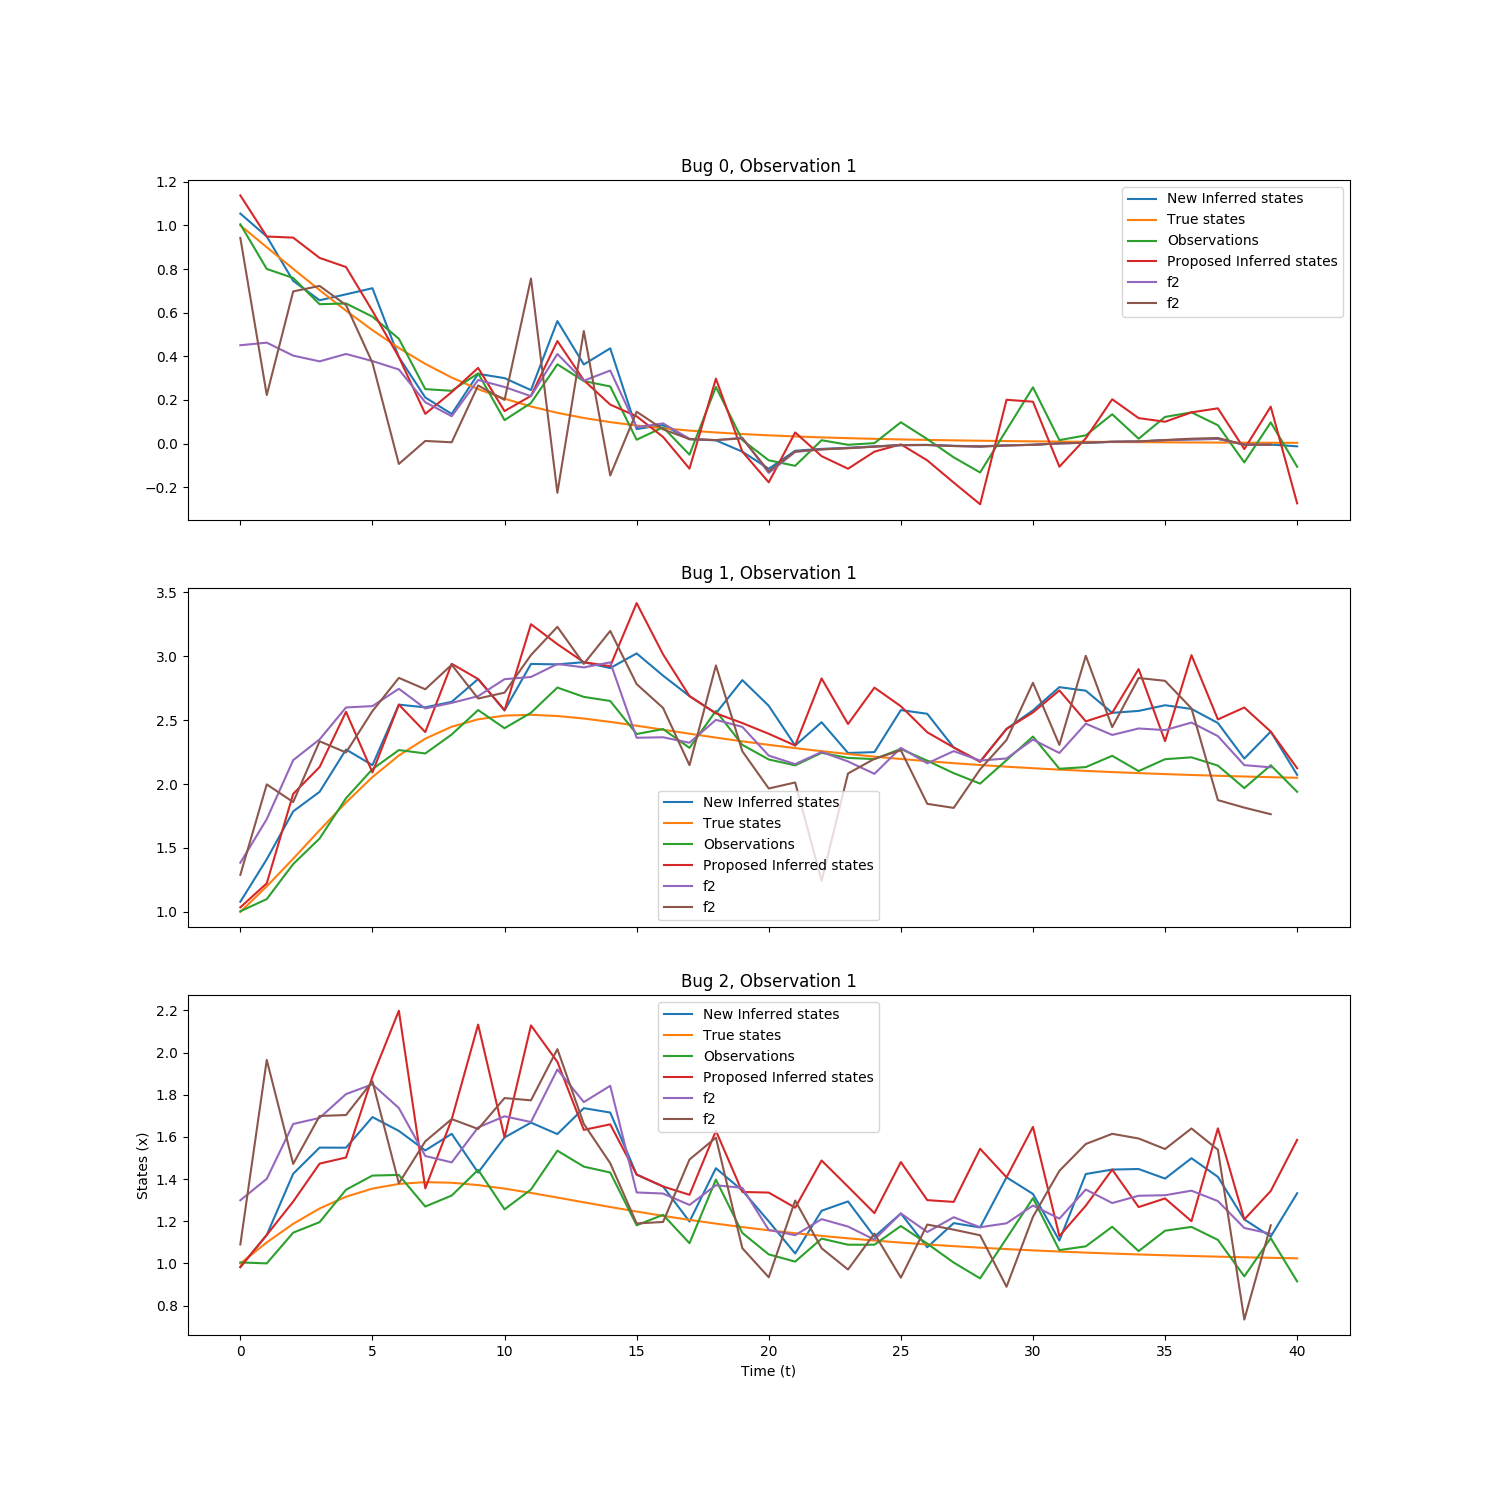 Bug 0, Observation 1
1.2
1.0
0.8
0.6
0.4
0.2
0.0
−0.2
New Inferred states
True states
Observations
Proposed Inferred states
f2
f2
Bug 1, Observation 1
3.5
3.0
2.5
2.0
1.5
1.0
New Inferred states
True states
Observations
Proposed Inferred states
f2
f2
Bug 2, Observation 1
2.2
2.0
1.8
1.6
1.4
1.2
1.0
0.8
States (x)
New Inferred states
True states
Observations
Proposed Inferred states
f2
f2
0 5 10 15 20 25 30 35 40
Time (t)